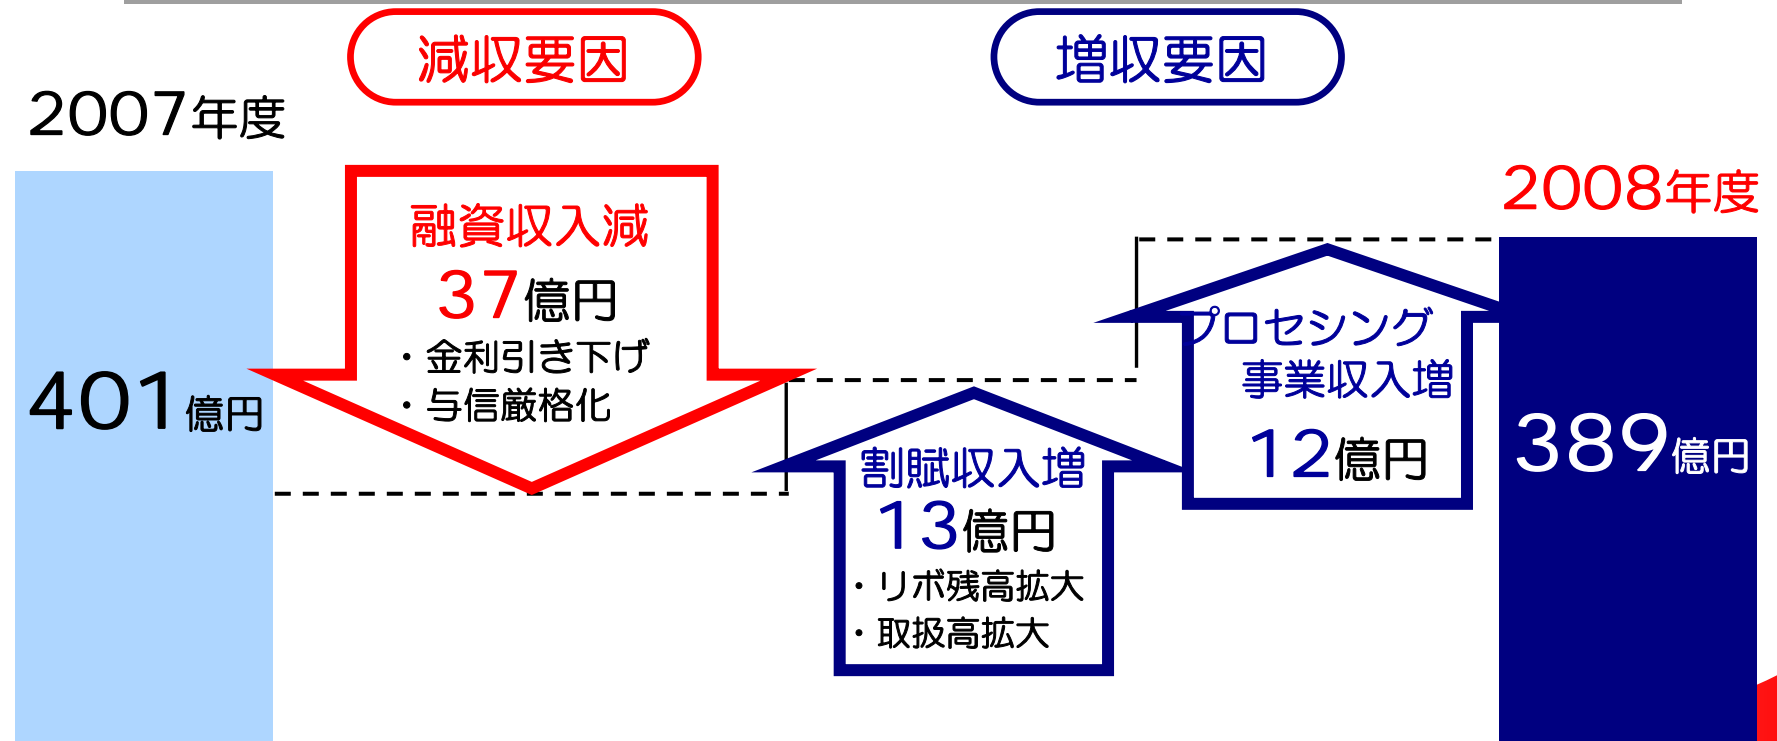 減収要因
増収要因
2007年度
401億円
融資収入減
37億円
・金利引き下げ
・与信厳格化
割賦収入増
13億円
・リボ残高拡大
・取扱高拡大
プロセシング
事業収入増
12億円
2008年度
389億円